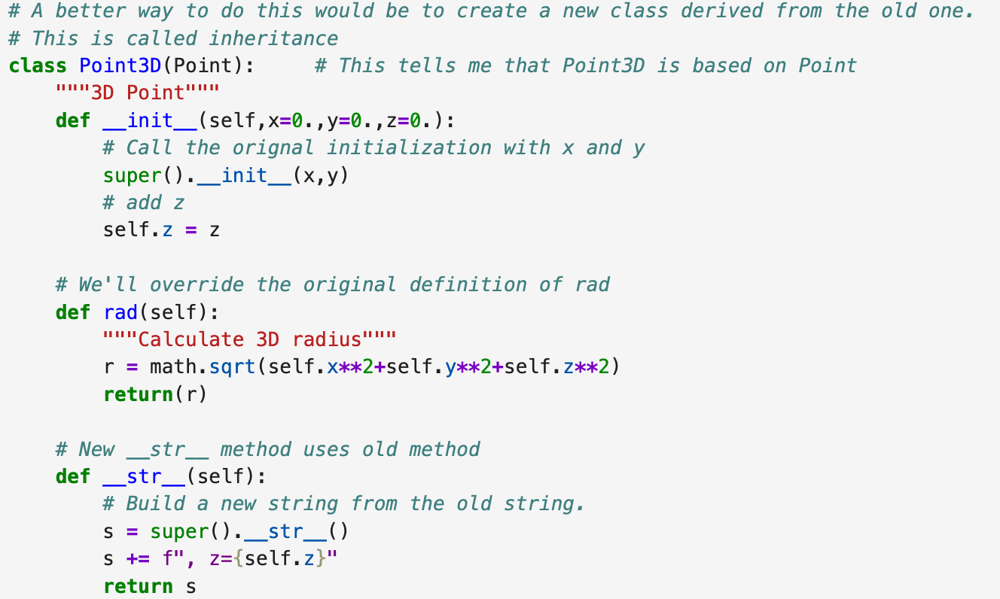 # A better way to do this would be to create a new class derived from the old one.
# This is called inheritance
class Point3D(Point):     # This tells me that Point3D is based on Point
    """3D Point"""
    def __init__(self,x=0.,y=0.,z=0.):
        # Call the orignal initialization with x and y
        super().__init__(x,y)
        # add z
        self.z = z

    # We'll override the original definition of rad
    def rad(self):
        """Calculate 3D radius"""
        r = math.sqrt(self.x**2+self.y**2+self.z**2)
        return(r)

    # New __str__ method uses old method
    def __str__(self):
        # Build a new string from the old string.
        s = super().__str__()
        s += f", z={self.z}"
        return s